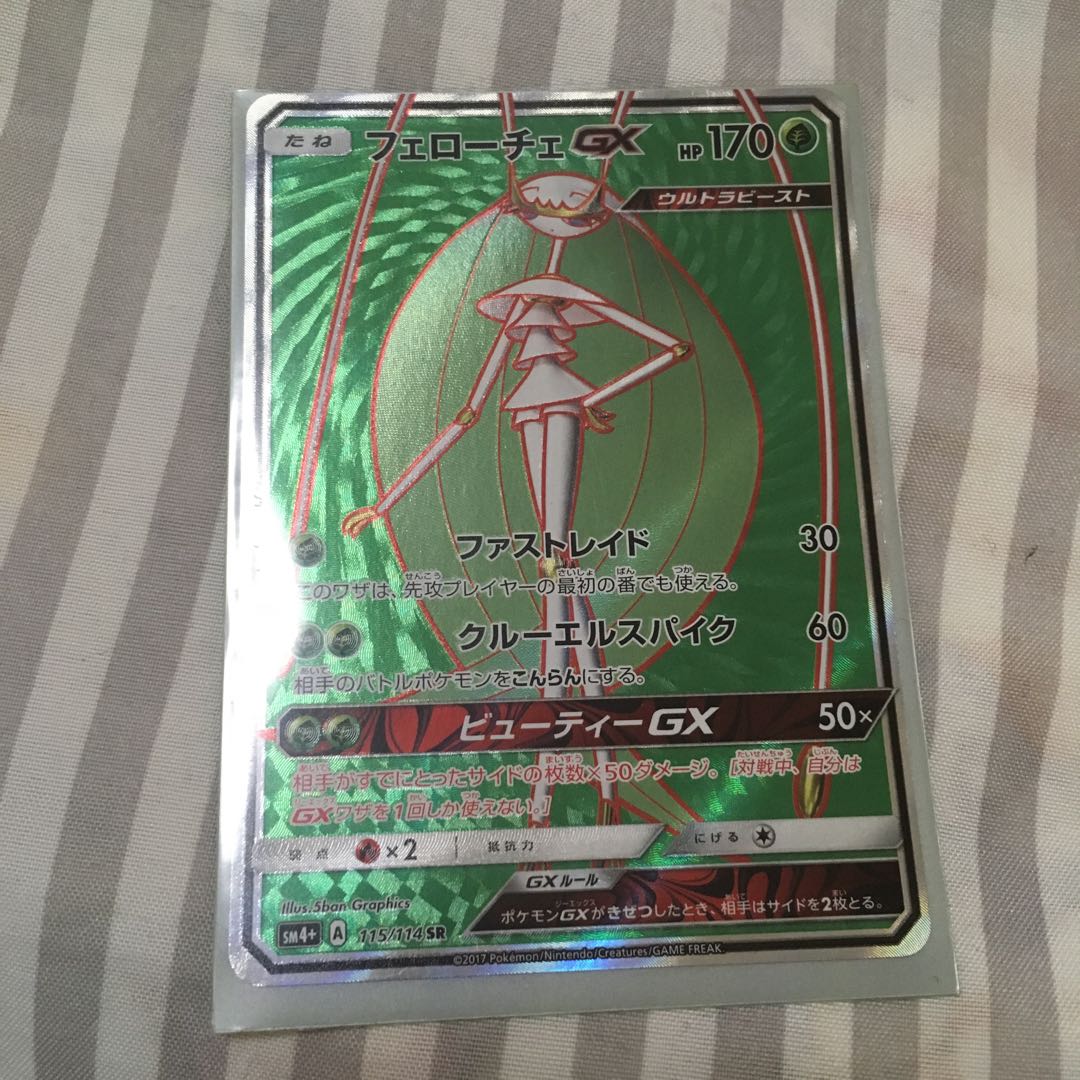 たね フェローチェGX HP 170
ウルトラビースト
ファストレイド 30
このワザは、先攻プレイヤーの最初の番でも使える。
クルーエルスパイク 60
相手のバトルポケモンをこんらんにする。
ビューティーGX 50×
相手がすでにとったサイドの枚数×50ダメージ。[対戦中、自分は
GXワザを1回しか使えない。]
弱点 ×2 抵抗力 にげる
GXルール
ポケモンGXがきぜつしたとき、相手はサイドを2枚とる。
Illus.5ban Graphics
SM4+ A 115/114 SR
©2017 Pokémon/Nintendo/Creatures/GAME FREAK.